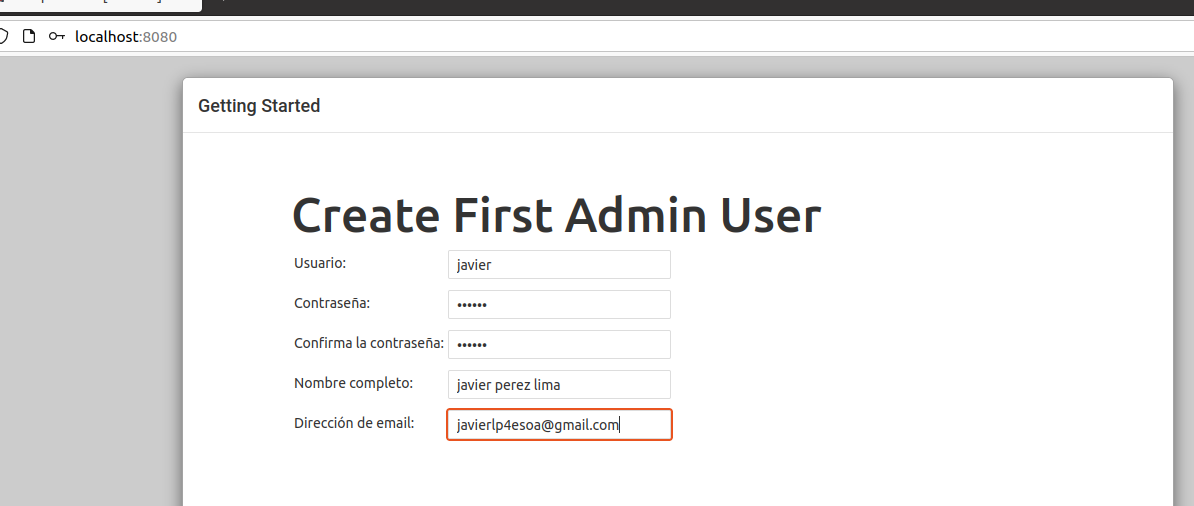 localhost:8080
Getting Started
Create First Admin User
Usuario: javier
Contraseña: ••••••
Confirma la contraseña: ••••••
Nombre completo: javier perez lima
Dirección de email: javierlp4esoa@gmail.com